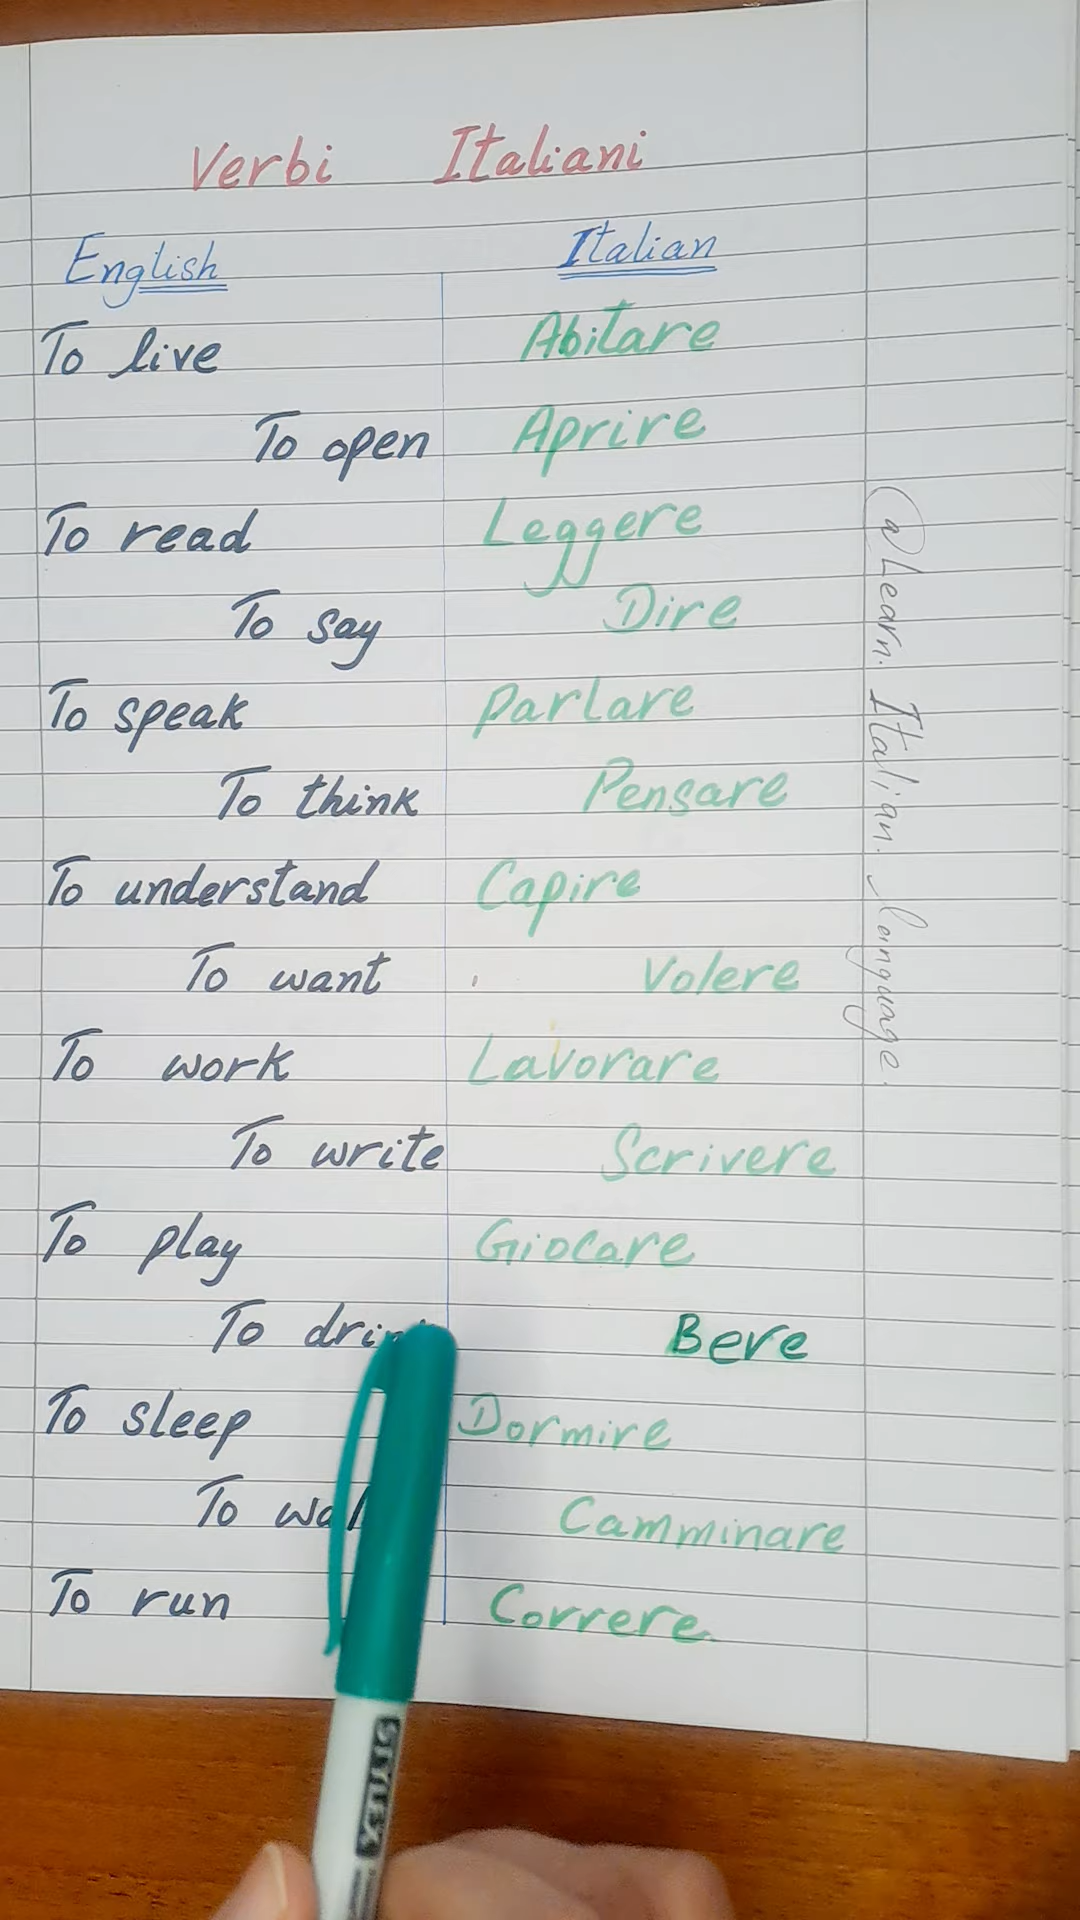 Verbi Italiani
English Italian
To live Abitare
To open Aprire
To read Leggere
To say Dire
To speak Parlare
To think Pensare
To understand Capire
To want Volere
To work Lavorare
To write Scrivere
To play Giocare
To drink Bere
To sleep Dormire
To walk Camminare
To run Correre
@Learn.Italian.language.